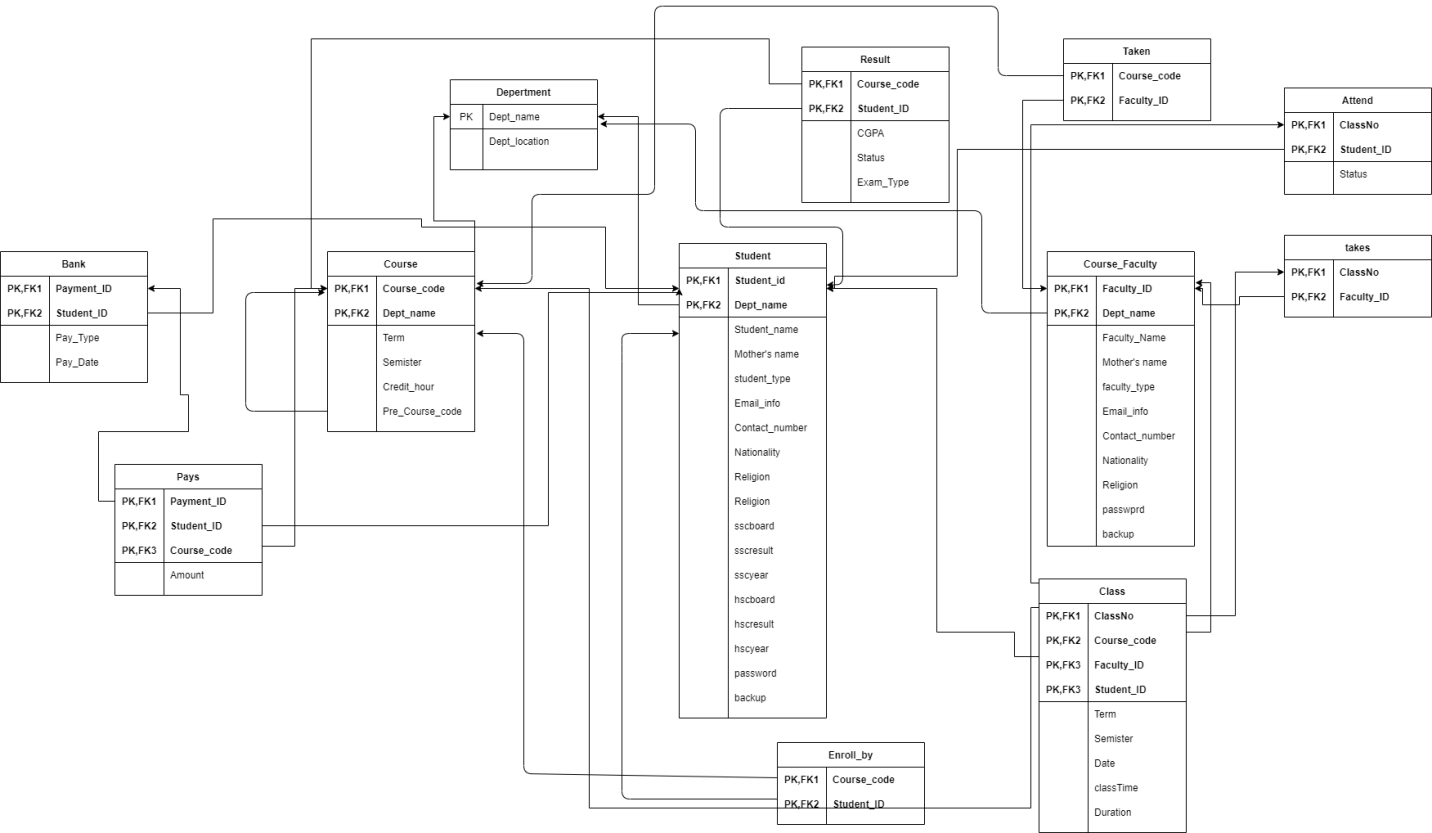 Depertment
PK Dept_name
Dept_location
Result
PK,FK1 Course_code
PK,FK2 Student_ID
CGPA
Status
Exam_Type
Taken
PK,FK1 Course_code
PK,FK2 Faculty_ID
Attend
PK,FK1 ClassNo
PK,FK2 Student_ID
Status
Bank
PK,FK1 Payment_ID
PK,FK2 Student_ID
Pay_Type
Pay_Date
Course
PK,FK1 Course_code
PK,FK2 Dept_name
Term
Semister
Credit_hour
Pre_Course_code
Student
PK,FK1 Student_id
PK,FK2 Dept_name
Student_name
Mother's name
student_type
Email_info
Contact_number
Nationality
Religion
Religion
sscboard
sscresult
sscyear
hscboard
hscresult
hscyear
password
backup
Course_Faculty
PK,FK1 Faculty_ID
PK,FK2 Dept_name
Faculty_Name
Mother's name
faculty_type
Email_info
Contact_number
Nationality
Religion
passwprd
backup
takes
PK,FK1 ClassNo
PK,FK2 Faculty_ID
Pays
PK,FK1 Payment_ID
PK,FK2 Student_ID
PK,FK3 Course_code
Amount
Class
PK,FK1 ClassNo
PK,FK2 Course_code
PK,FK3 Faculty_ID
PK,FK3 Student_ID
Term
Semister
Date
classTime
Duration
Enroll_by
PK,FK1 Course_code
PK,FK2 Student_ID